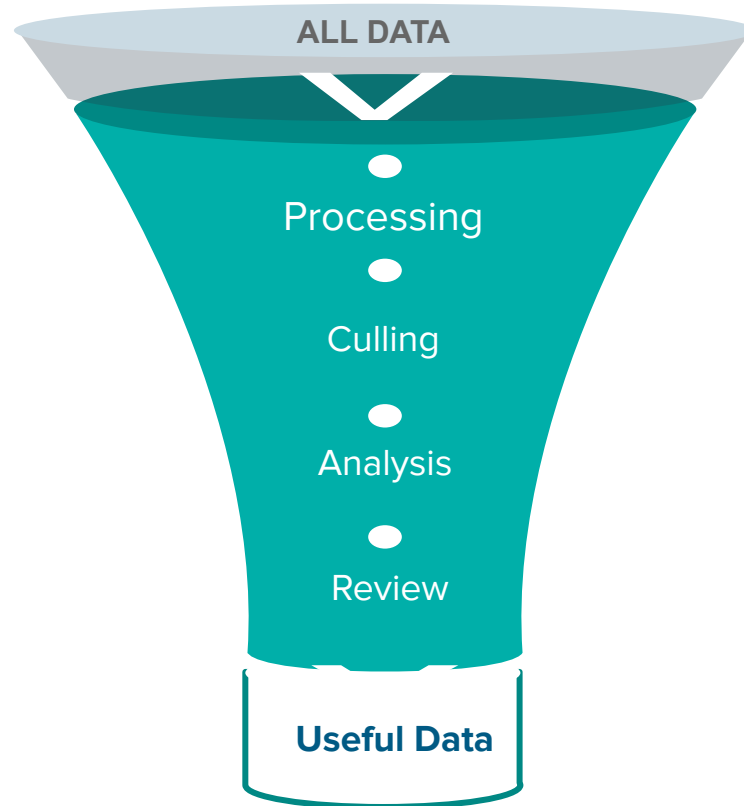 ALL DATA
Processing
Culling
Analysis
Review
Useful Data